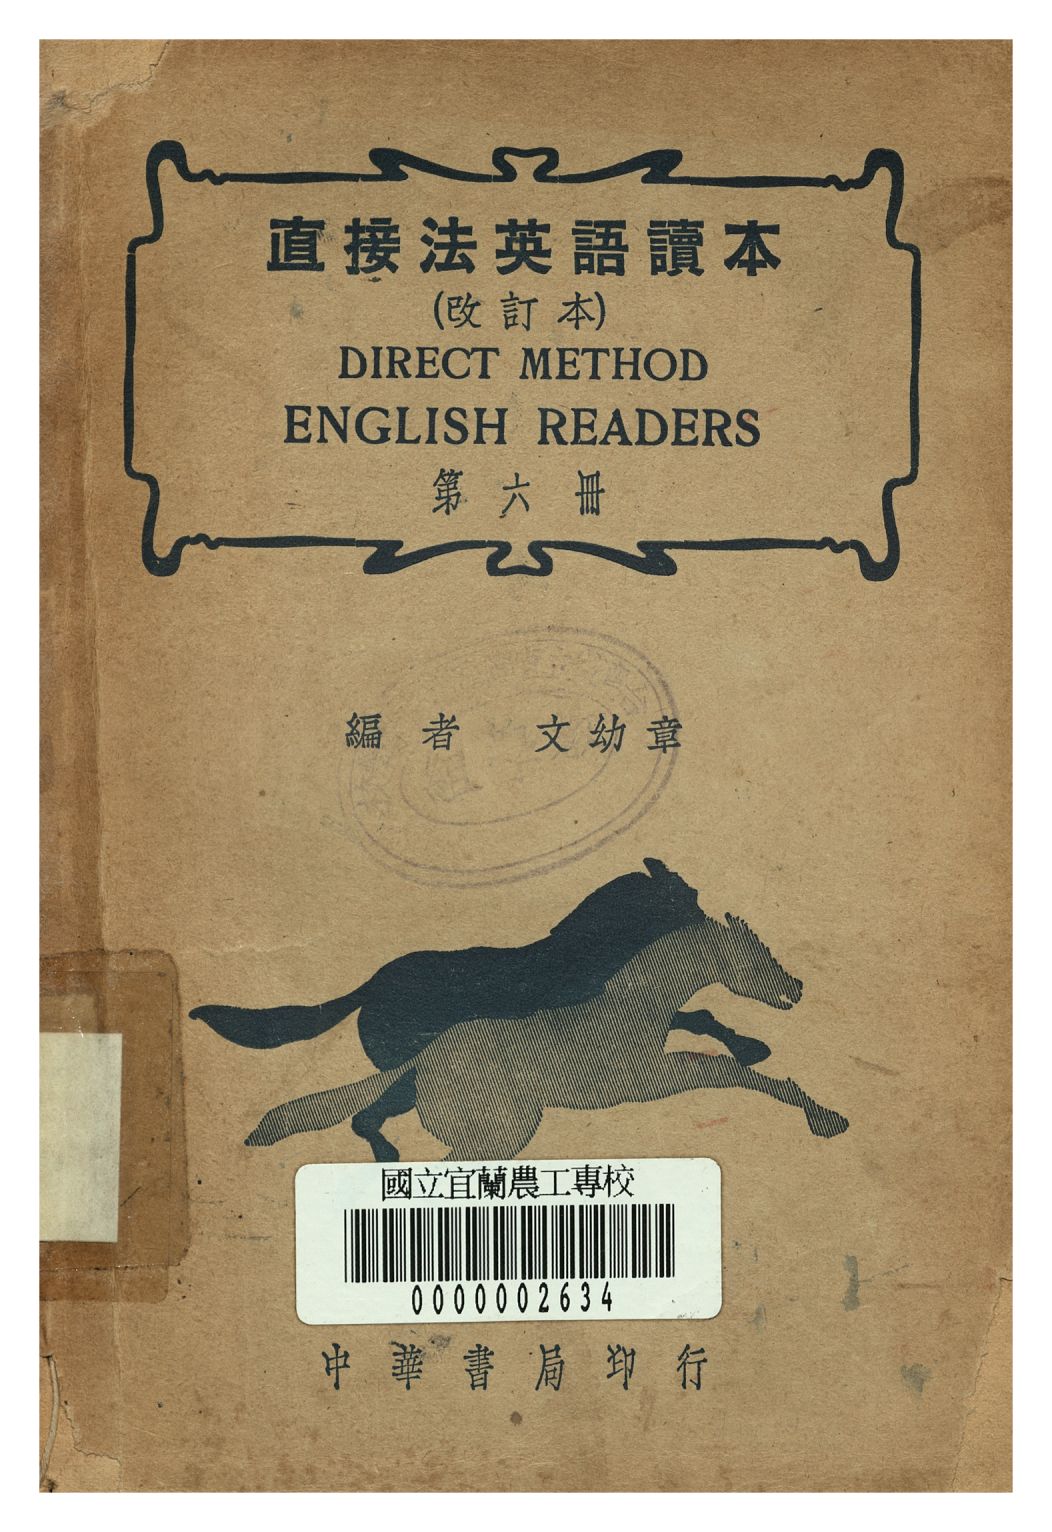 直接法英語讀本
(改訂本)
DIRECT METHOD
ENGLISH READERS
第六冊
編者 文幼章
國立宜蘭農工專校
0000002634
中華書局印行